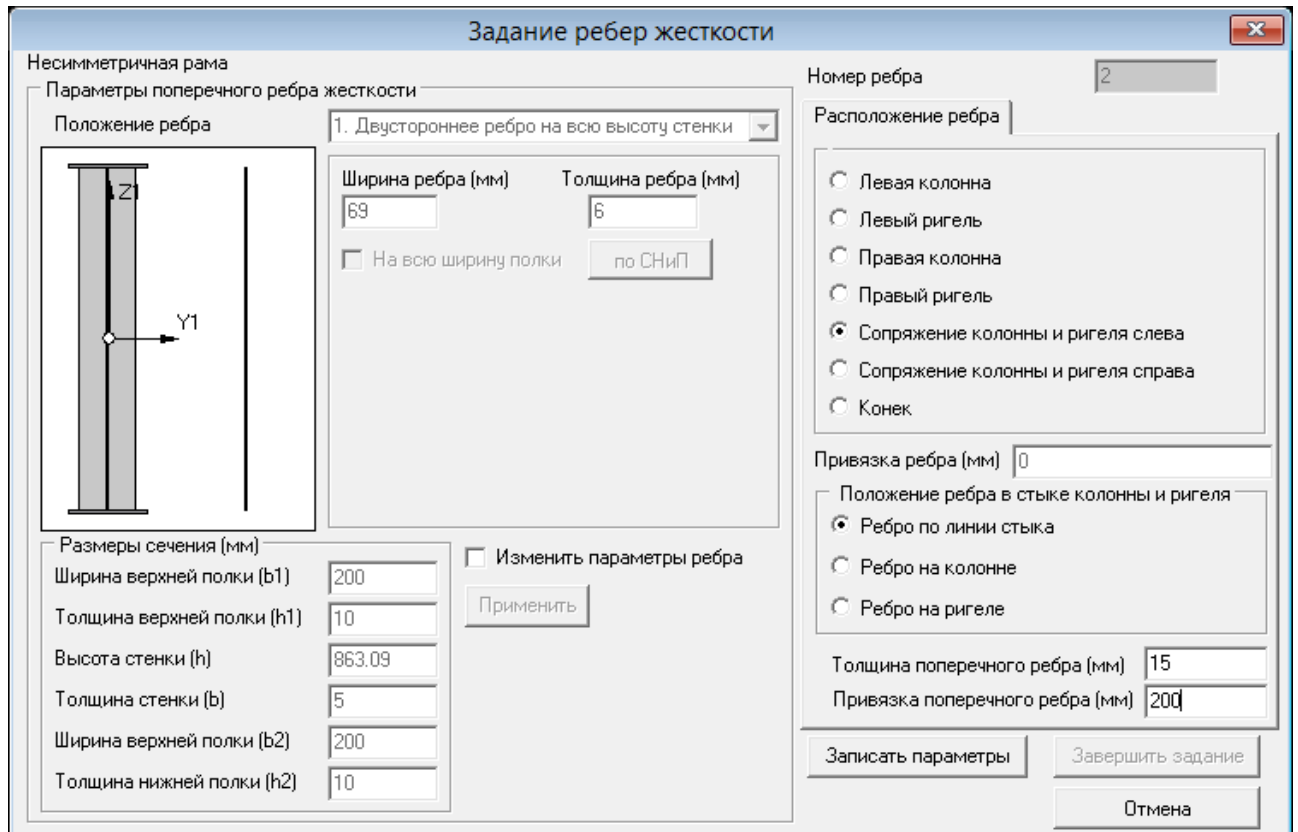 Задание ребер жесткости
Несимметричная рама
Параметры поперечного ребра жесткости
Положение ребра
1. Двустороннее ребро на всю высоту стенки
Z1
Y1
Ширина ребра (мм) Толщина ребра (мм)
69 6
На всю ширину полки по СНиП
Размеры сечения (мм)
Ширина верхней полки (b1) 200
Толщина верхней полки (h1) 10
Высота стенки (h) 863.09
Толщина стенки (b) 5
Ширина верхней полки (b2) 200
Толщина нижней полки (h2) 10
Изменить параметры ребра
Применить
Номер ребра 2
Расположение ребра
Левая колонна
Левый ригель
Правая колонна
Правый ригель
Сопряжение колонны и ригеля слева
Сопряжение колонны и ригеля справа
Конек
Привязка ребра (мм) 0
Положение ребра в стыке колонны и ригеля
Ребро по линии стыка
Ребро на колонне
Ребро на ригеле
Толщина поперечного ребра (мм) 15
Привязка поперечного ребра (мм) 200
Записать параметры Завершить задание
Отмена